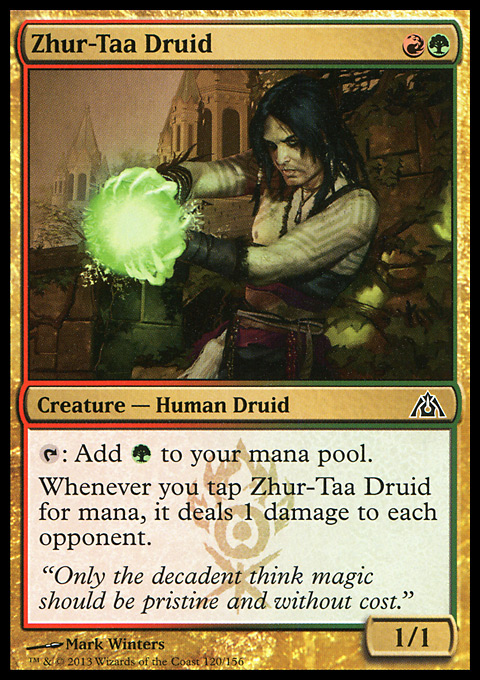 Zhur-Taa Druid
Creature — Human Druid
: Add to your mana pool.
Whenever you tap Zhur-Taa Druid
for mana, it deals 1 damage to each
opponent.
“Only the decadent think magic
should be pristine and without cost.”
Mark Winters
1/1
™ & © 2013 Wizards of the Coast 120/156